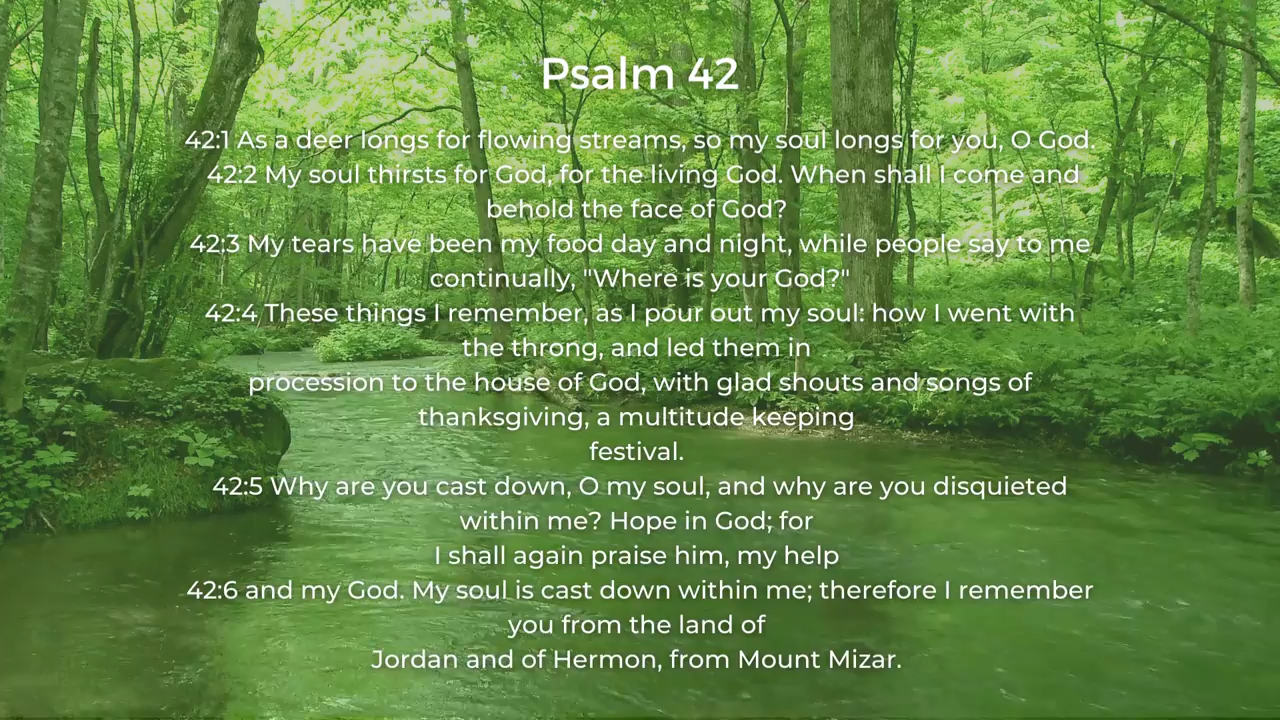 Psalm 42
42:1 As a deer longs for flowing streams, so my soul longs for you, O God.
42:2 My soul thirsts for God, for the living God. When shall I come and
behold the face of God?
42:3 My tears have been my food day and night, while people say to me
continually, "Where is your God?"
42:4 These things I remember, as I pour out my soul: how I went with
the throng, and led them in
procession to the house of God, with glad shouts and songs of
thanksgiving, a multitude keeping
festival.
42:5 Why are you cast down, O my soul, and why are you disquieted
within me? Hope in God; for
I shall again praise him, my help
42:6 and my God. My soul is cast down within me; therefore I remember
you from the land of
Jordan and of Hermon, from Mount Mizar.